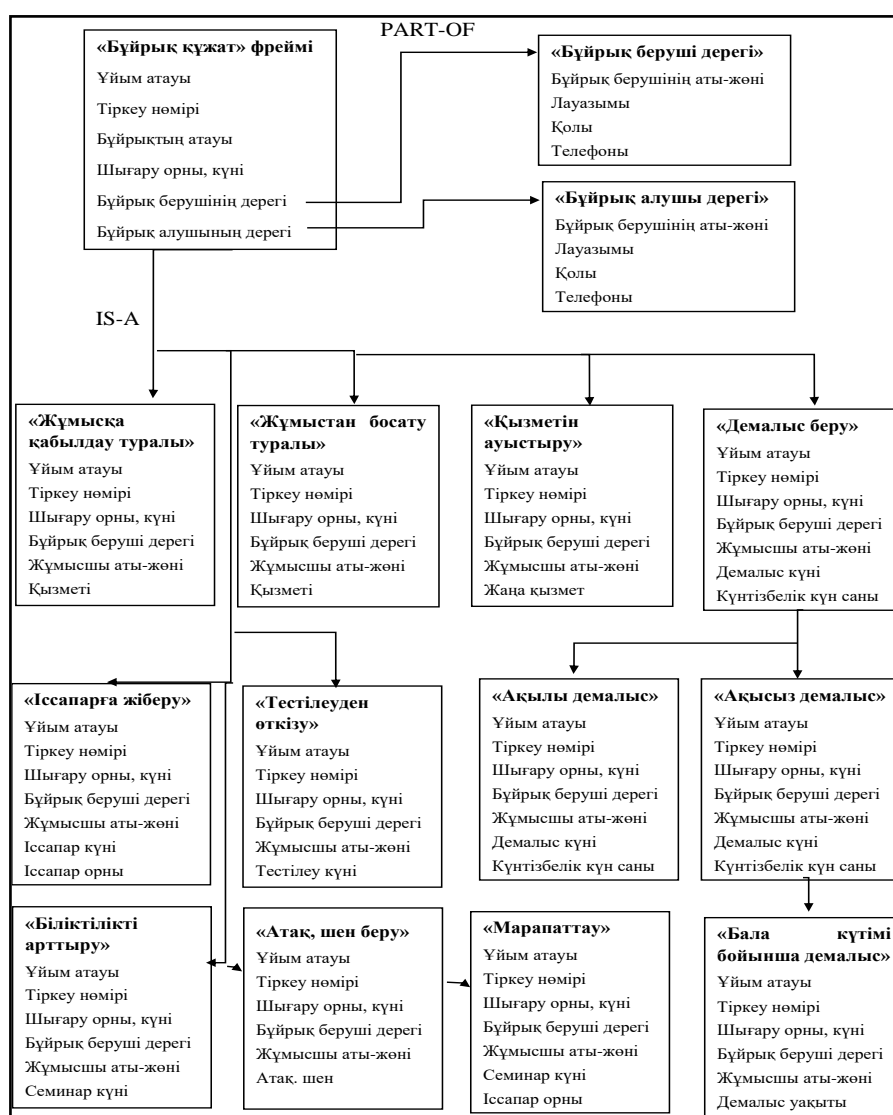 PART-OF
«Бұйрық құжат» фреймі
Ұйым атауы
Тіркеу нөмірі
Бұйрықтың атауы
Шығару орны, күні
Бұйрық берушінің дерегі
Бұйрық алушының дерегі
«Бұйрық беруші дерегі»
Бұйрық берушінің аты-жөні
Лауазымы
Қолы
Телефоны
«Бұйрық алушы дерегі»
Бұйрық берушінің аты-жөні
Лауазымы
Қолы
Телефоны
IS-A
«Жұмысқа
қабылдау туралы»
Ұйым атауы
Тіркеу нөмірі
Шығару орны, күні
Бұйрық беруші дерегі
Жұмысшы аты-жөні
Қызметі
«Жұмыстан босату
туралы»
Ұйым атауы
Тіркеу нөмірі
Шығару орны, күні
Бұйрық беруші дерегі
Жұмысшы аты-жөні
Қызметі
«Қызметін
ауыстыру»
Ұйым атауы
Тіркеу нөмірі
Шығару орны, күні
Бұйрық беруші дерегі
Жұмысшы аты-жөні
Жаңа қызмет
«Демалыс беру»
Ұйым атауы
Тіркеу нөмірі
Шығару орны, күні
Бұйрық беруші дерегі
Жұмысшы аты-жөні
Демалыс күні
Күнтізбелік күн саны
«Іссапарға жіберу»
Ұйым атауы
Тіркеу нөмірі
Шығару орны, күні
Бұйрық беруші дерегі
Жұмысшы аты-жөні
Іссапар күні
Іссапар орны
«Тестілеуден
өткізу»
Ұйым атауы
Тіркеу нөмірі
Шығару орны, күні
Бұйрық беруші дерегі
Жұмысшы аты-жөні
Тестілеу күні
«Ақылы демалыс»
Ұйым атауы
Тіркеу нөмірі
Шығару орны, күні
Бұйрық беруші дерегі
Жұмысшы аты-жөні
Демалыс күні
Күнтізбелік күн саны
«Ақысыз демалыс»
Ұйым атауы
Тіркеу нөмірі
Шығару орны, күні
Бұйрық беруші дерегі
Жұмысшы аты-жөні
Демалыс күні
Күнтізбелік күн саны
«Біліктілікті
арттыру»
Ұйым атауы
Тіркеу нөмірі
Шығару орны, күні
Бұйрық беруші дерегі
Жұмысшы аты-жөні
Семинар күні
«Атақ, шен беру»
Ұйым атауы
Тіркеу нөмірі
Шығару орны, күні
Бұйрық беруші дерегі
Жұмысшы аты-жөні
Атақ. шен
«Марапаттау»
Ұйым атауы
Тіркеу нөмірі
Шығару орны, күні
Бұйрық беруші дерегі
Жұмысшы аты-жөні
Семинар күні
Іссапар орны
«Бала күтімі
бойынша демалыс»
Ұйым атауы
Тіркеу нөмірі
Шығару орны, күні
Бұйрық беруші дерегі
Жұмысшы аты-жөні
Демалыс уақыты